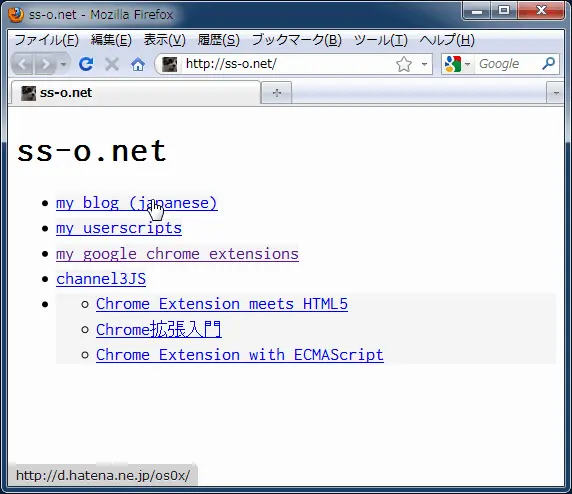 ss-o.net - Mozilla Firefox
ファイル(F) 編集(E) 表示(V) 履歴(S) ブックマーク(B) ツール(T) ヘルプ(H)
http://ss-o.net/ Google
ss-o.net
ss-o.net
my blog (japanese)
my userscripts
my google chrome extensions
channel3JS
Chrome Extension meets HTML5
Chrome拡張入門
Chrome Extension with ECMAScript
http://d.hatena.ne.jp/os0x/